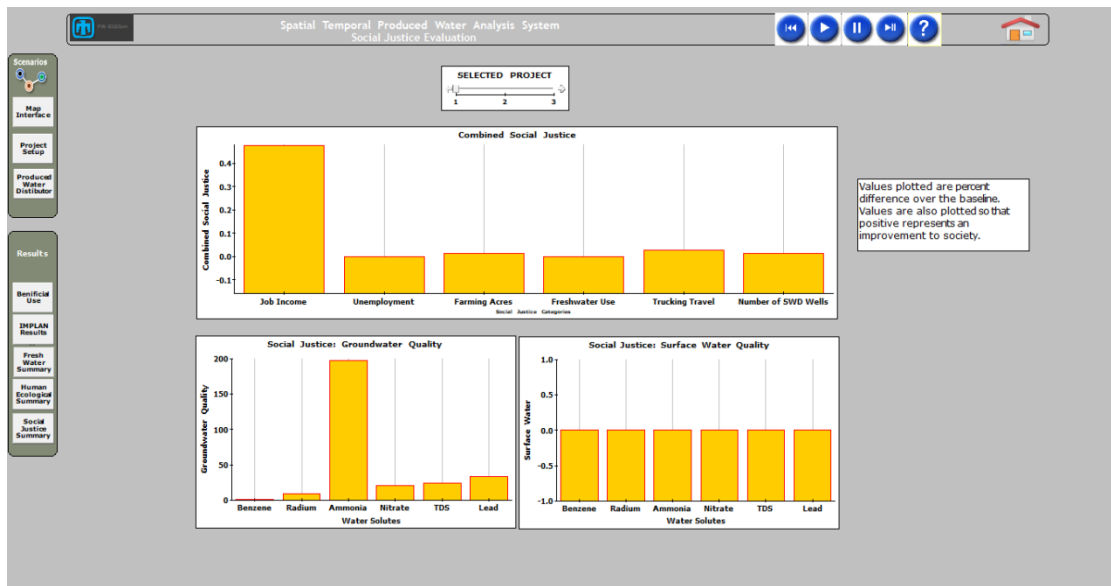 Spatial Temporal Produced Water Analysis System
Social Justice Evaluation
?
Scenarios
Map
Interface
Project
Setup
Produced
Water
Distibutor
Results
Benificial
Use
IMPLAN
Results
Fresh
Water
Summary
Human
Ecological
Summary
Social
Justice
Summary
SELECTED PROJECT
1 2 3
Combined Social Justice
Combined Social Justice
0.4
0.3
0.2
0.1
0.0
-0.1
Job Income Unemployment Farming Acres Freshwater Use Trucking Travel Number of SWD Wells
Social Justice Categories
Values plotted are percent
difference over the baseline.
Values are also plotted so that
positive represents an
improvement to society.
Social Justice: Groundwater Quality
Groundwater Quality
200
150
100
50
0
Benzene Radium Ammonia Nitrate TDS Lead
Water Solutes
Social Justice: Surface Water Quality
Surface Water
1.0
0.5
0.0
-0.5
-1.0
Benzene Radium Ammonia Nitrate TDS Lead
Water Solutes